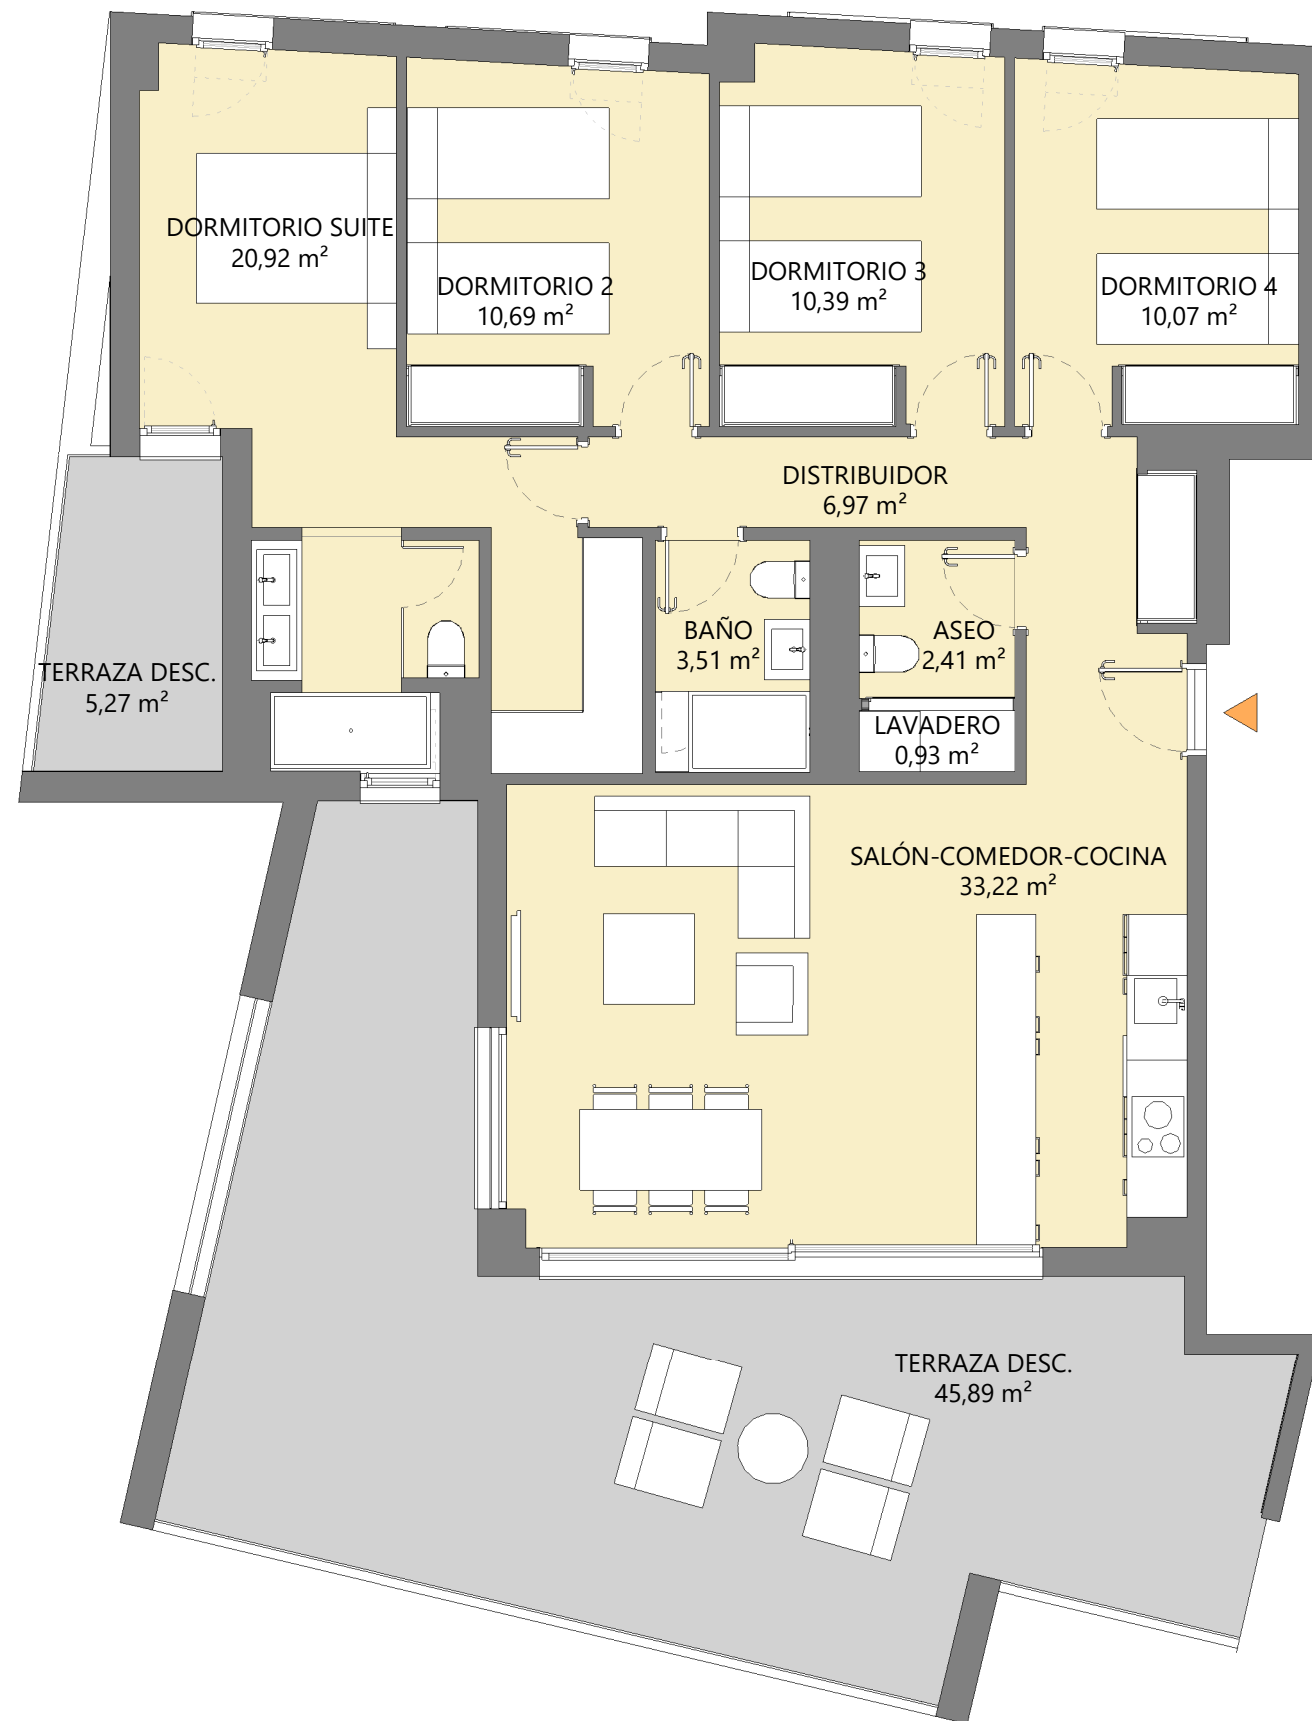 DORMITORIO SUITE
20,92 m²
DORMITORIO 2
10,69 m²
DORMITORIO 3
10,39 m²
DORMITORIO 4
10,07 m²
DISTRIBUIDOR
6,97 m²
TERRAZA DESC.
5,27 m²
BAÑO
3,51 m²
ASEO
2,41 m²
LAVADERO
0,93 m²
SALÓN-COMEDOR-COCINA
33,22 m²
TERRAZA DESC.
45,89 m²